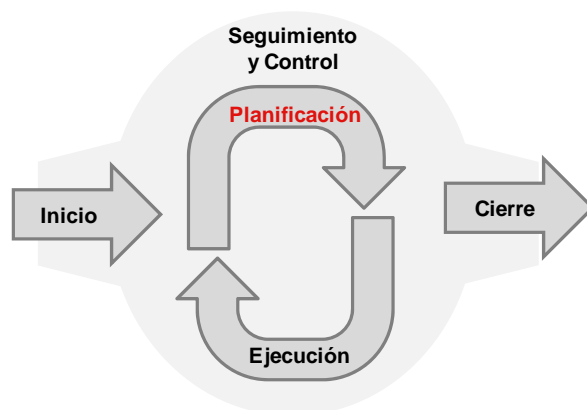 Seguimiento
y Control
Planificación
Inicio
Cierre
Ejecución